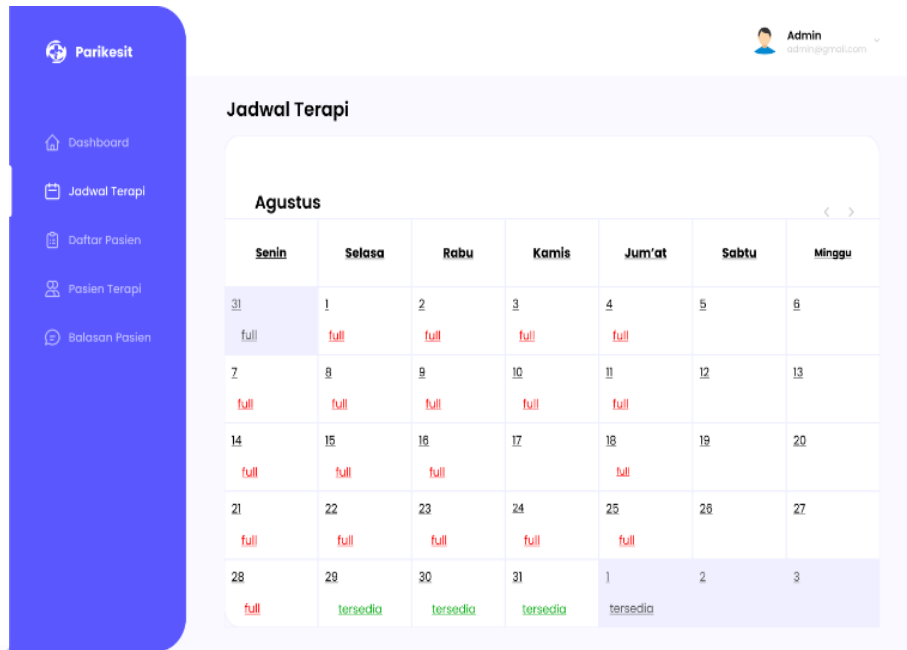 Parikesit
Admin
admin@gmail.com
Dashboard
Jadwal Terapi
Daftar Pasien
Pasien Terapi
Balasan Pasien
Jadwal Terapi
Agustus
Senin Selasa Rabu Kamis Jum'at Sabtu Minggu
31 1 2 3 4 5 6
full full full full full
7 8 9 10 11 12 13
full full full full full
14 15 16 17 18 19 20
full full full full
21 22 23 24 25 26 27
full full full full full
28 29 30 31 1 2 3
full tersedia tersedia tersedia tersedia